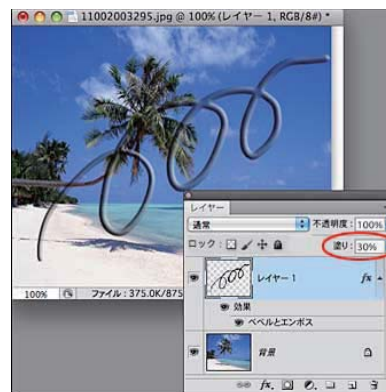 11002003295.jpg @ 100% (レイヤー 1, RGB/8#) *
100% ファイル : 375.0K/875
レイヤー
通常 不透明度 : 100%
ロック : 塗り : 30%
レイヤー 1 fx
効果
ベベルとエンボス
背景
fx.